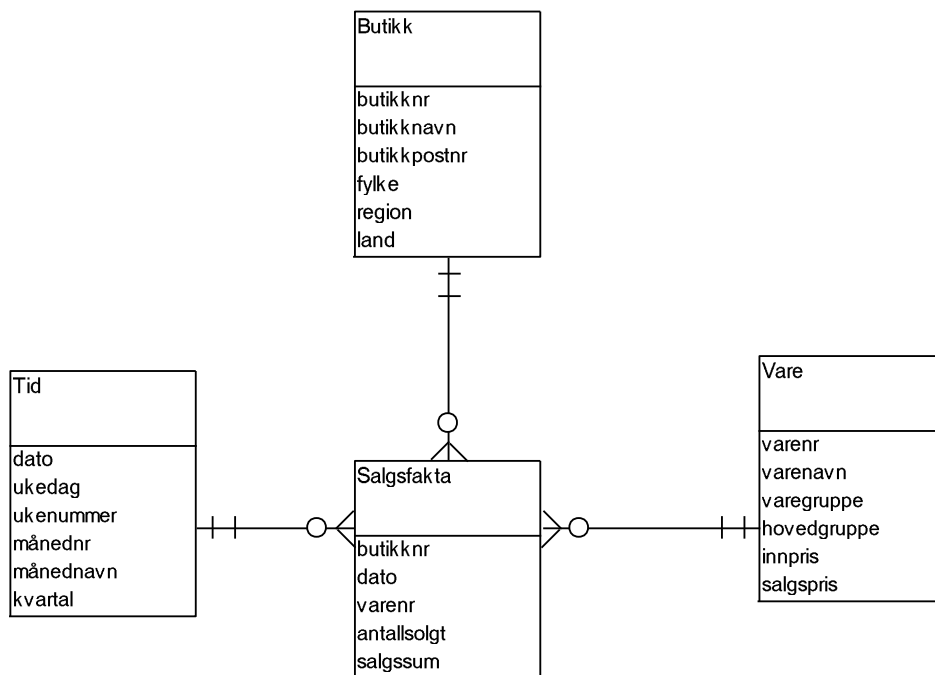 Butikk
butikknr
butikknavn
butikkpostnr
fylke
region
land
Tid
dato
ukedag
ukenummer
månednr
månednavn
kvartal
Salgsfakta
butikknr
dato
varenr
antallsolgt
salgssum
Vare
varenr
varenavn
varegruppe
hovedgruppe
innpris
salgspris